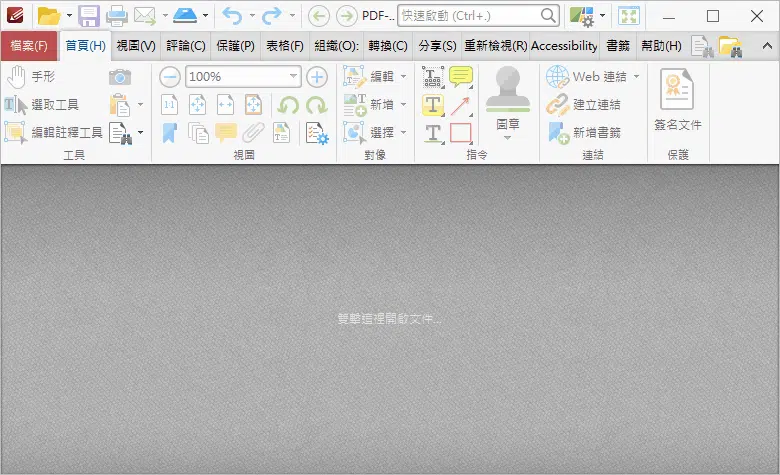 PDF-...
快速啟動 (Ctrl+.)
檔案(F) 首頁(H) 視圖(V) 評論(C) 保護(P) 表格(F) 組織(O): 轉換(C) 分享(S) 重新檢視(R) Accessibility 書籤 幫助(H)
手形
選取工具
編輯註釋工具
工具
100%
1:1
視圖
編輯
新增
選擇
對像
圖章
指令
Web 連結
建立連結
新增書籤
連結
簽名文件
保護
雙擊這裡開啟文件...